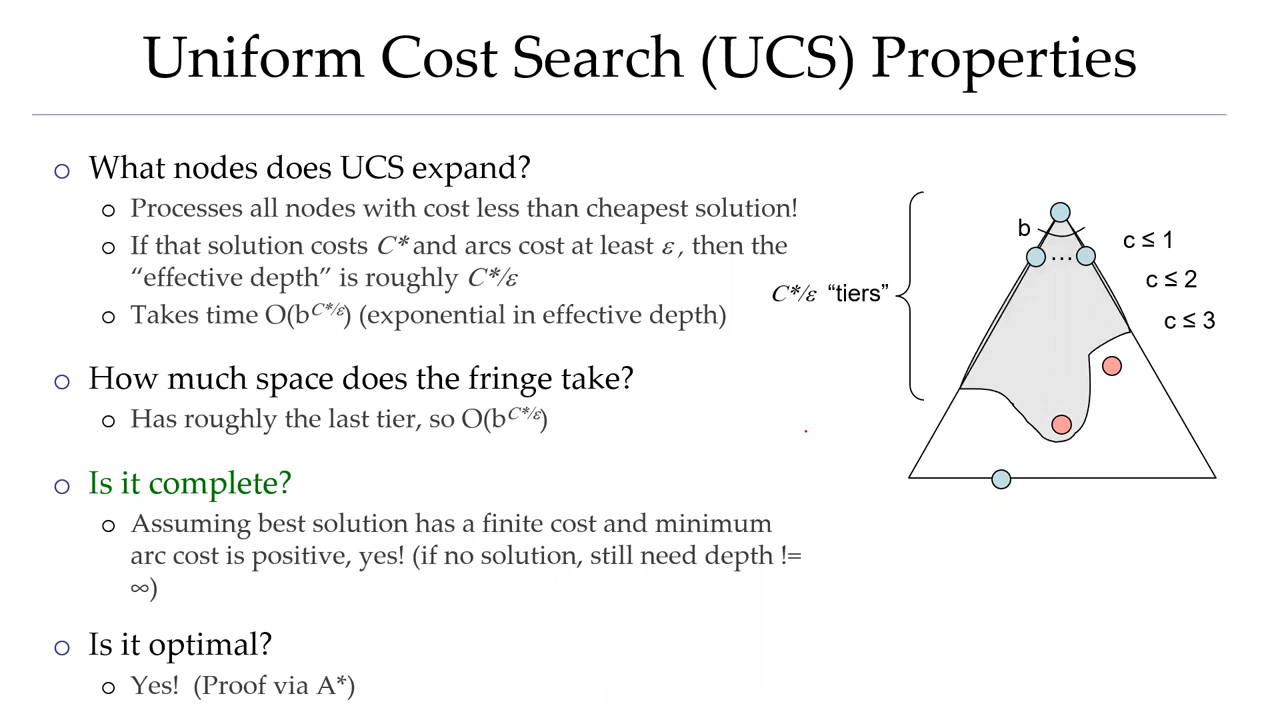 Uniform Cost Search (UCS) Properties
What nodes does UCS expand?
Processes all nodes with cost less than cheapest solution!
If that solution costs C* and arcs cost at least ε , then the
“effective depth” is roughly C*/ε
Takes time O(b^C*/ε) (exponential in effective depth)
How much space does the fringe take?
Has roughly the last tier, so O(b^C*/ε)
Is it complete?
Assuming best solution has a finite cost and minimum
arc cost is positive, yes! (if no solution, still need depth !=
∞)
Is it optimal?
Yes!  (Proof via A*)
b
…
c ≤ 1
c ≤ 2
c ≤ 3
C*/ε “tiers”